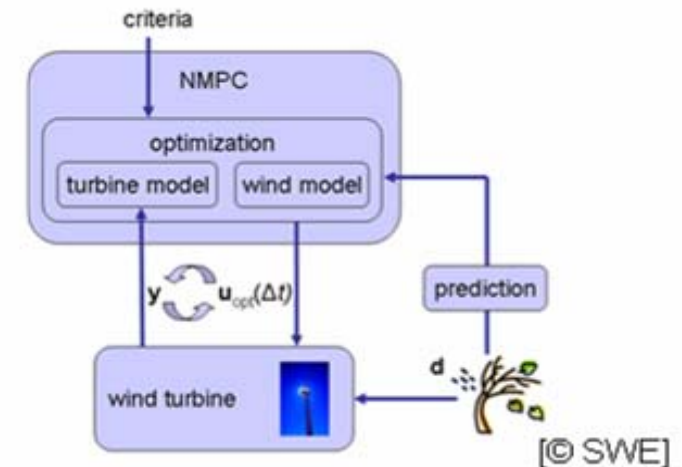 criteria
NMPC
optimization
turbine model
wind model
y
u_opt(Δt)
prediction
wind turbine
d
[© SWE]